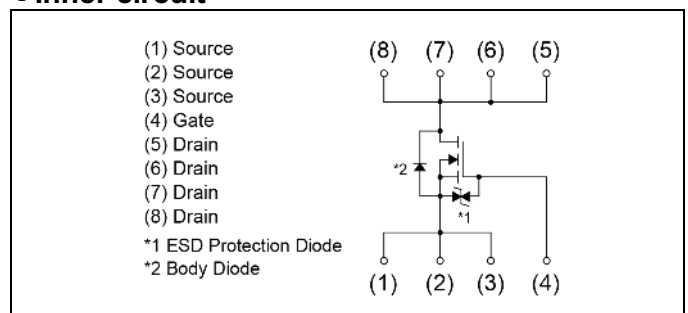 Inner circuit
(1) Source
(2) Source
(3) Source
(4) Gate
(5) Drain
(6) Drain
(7) Drain
(8) Drain
*1 ESD Protection Diode
*2 Body Diode
(8) (7) (6) (5)
*2
*1
(1) (2) (3) (4)